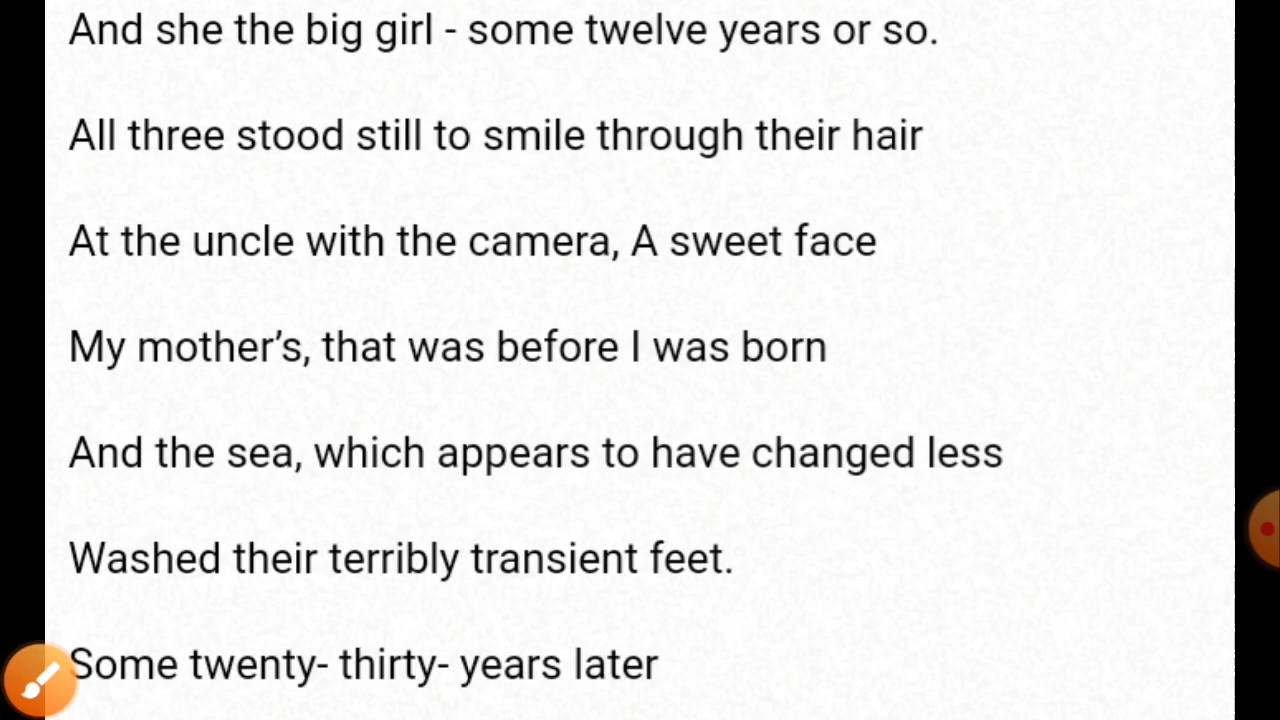 And she the big girl - some twelve years or so.
All three stood still to smile through their hair
At the uncle with the camera, A sweet face
My mother’s, that was before I was born
And the sea, which appears to have changed less
Washed their terribly transient feet.
Some twenty- thirty- years later